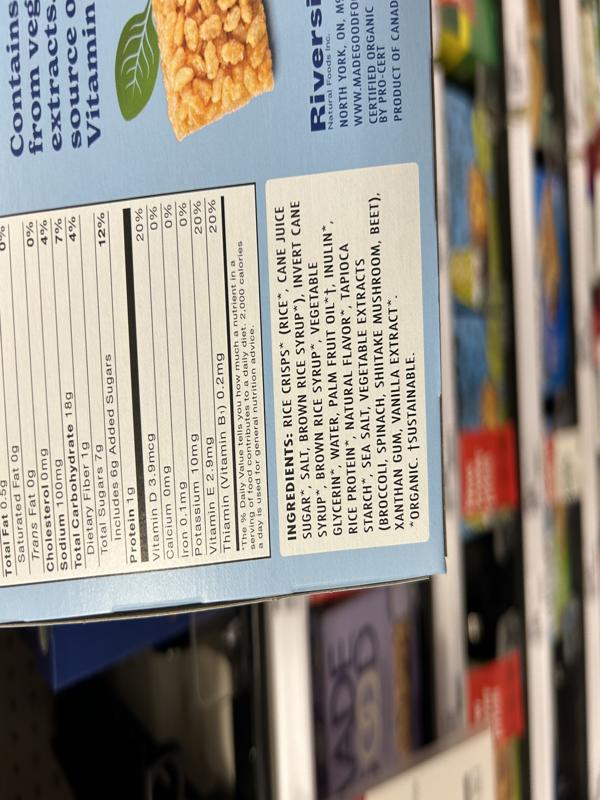 Contains
from veg
extracts.
source o
Vitamin
0%
Total Fat 0.5g
Saturated Fat 0g 0%
Trans Fat 0g
Cholesterol 0mg 0%
Sodium 100mg 4%
Total Carbohydrate 18g 7%
Dietary Fiber 1g 4%
Total Sugars 7g
Includes 6g Added Sugars 12%
Protein 1g
Vitamin D 3.9mcg 20%
Calcium 0mg 0%
Iron 0.1mg 0%
Potassium 10mg 0%
Vitamin E 2.9mg 20%
Thiamin (Vitamin B₁) 0.2mg 20%
*The % Daily Value tells you how much a nutrient in a
serving of food contributes to a daily diet. 2,000 calories
a day is used for general nutrition advice.
INGREDIENTS: RICE CRISPS* (RICE*, CANE JUICE
SUGAR*, SALT, BROWN RICE SYRUP*), INVERT CANE
SYRUP*, BROWN RICE SYRUP*, VEGETABLE
GLYCERIN*, WATER, PALM FRUIT OIL*†, INULIN*,
RICE PROTEIN*, NATURAL FLAVOR*, TAPIOCA
STARCH*, SEA SALT, VEGETABLE EXTRACTS
(BROCCOLI, SPINACH, SHIITAKE MUSHROOM, BEET),
XANTHAN GUM, VANILLA EXTRACT*.
*ORGANIC. †SUSTAINABLE.
Riversi
Natural Foods Inc.
NORTH YORK, ON, M9
WWW.MADEGOODFO
CERTIFIED ORGANIC
BY PRO-CERT
PRODUCT OF CANAD